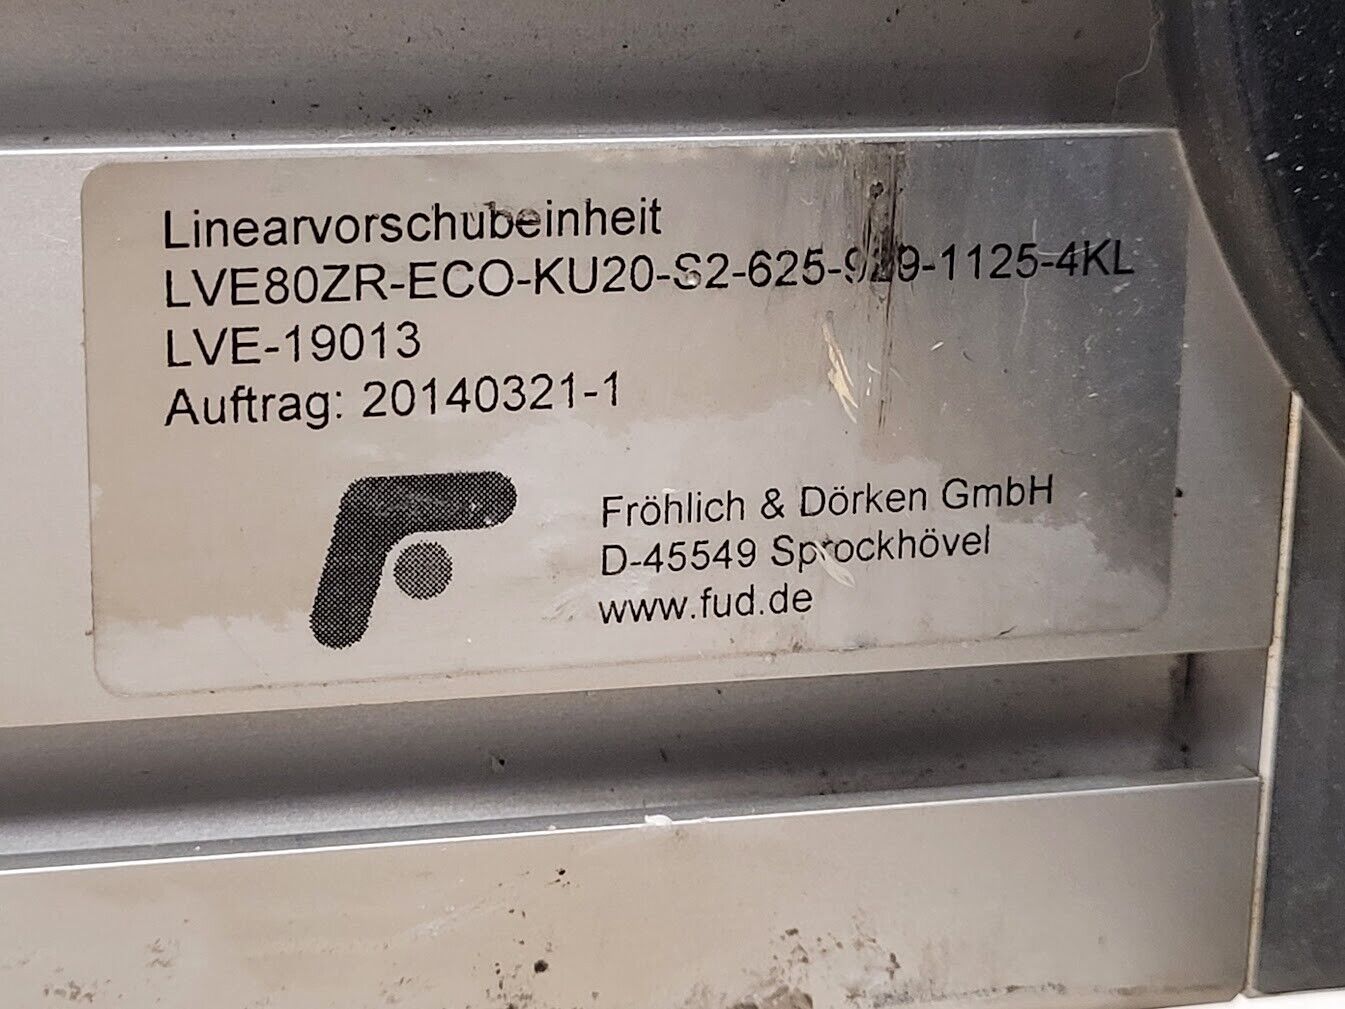 Linearvorschubeinheit
LVE80ZR-ECO-KU20-S2-625-929-1125-4KL
LVE-19013
Auftrag: 20140321-1
Fröhlich & Dörken GmbH
D-45549 Sprockhövel
www.fud.de